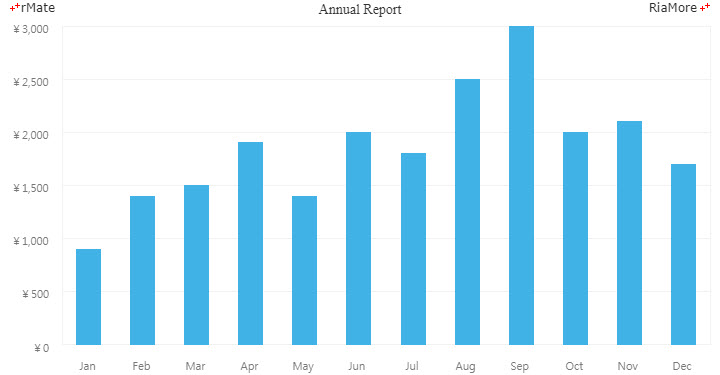 rMate
Annual Report
RiaMore
¥ 3,000
¥ 2,500
¥ 2,000
¥ 1,500
¥ 1,000
¥ 500
¥ 0
Jan Feb Mar Apr May Jun Jul Aug Sep Oct Nov Dec